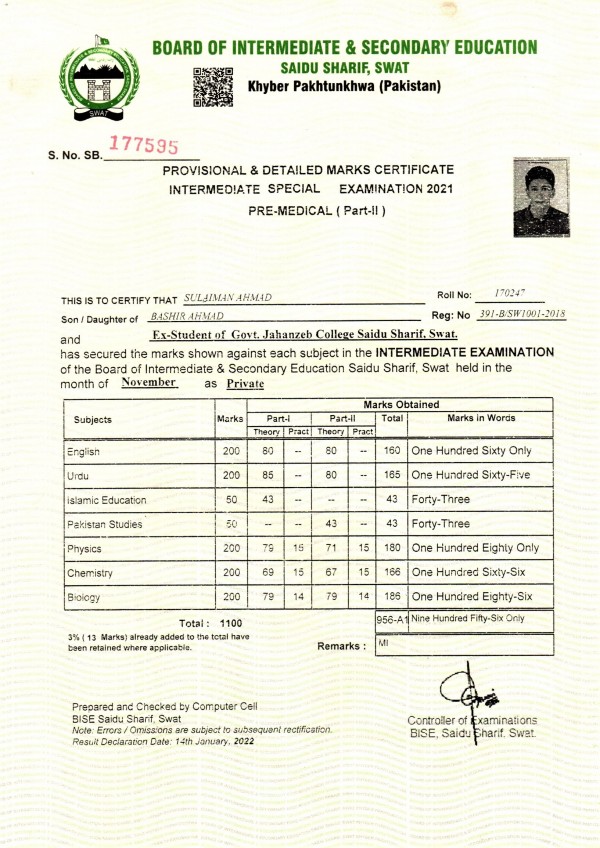 BOARD OF INTERMEDIATE & SECONDARY EDUCATION
SAIDU SHARIF, SWAT
Khyber Pakhtunkhwa (Pakistan)
SWAT
S. No. SB. 177595
PROVISIONAL & DETAILED MARKS CERTIFICATE
INTERMEDIATE SPECIAL EXAMINATION 2021
PRE-MEDICAL ( Part-II )
THIS IS TO CERTIFY THAT SULAIMAN AHMAD Roll No: 170247
Son / Daughter of BASHIR AHMAD Reg: No 391-B/SW1001-2018
and Ex-Student of Govt. Jahanzeb College Saidu Sharif, Swat.
has secured the marks shown against each subject in the INTERMEDIATE EXAMINATION
of the Board of Intermediate & Secondary Education Saidu Sharif, Swat held in the
month of November as Private
Marks Obtained
Subjects Marks Part-I Part-II Total Marks in Words
Theory Pract Theory Pract
English 200 80 -- 80 -- 160 One Hundred Sixty Only
Urdu 200 85 -- 80 -- 165 One Hundred Sixty-Five
Islamic Education 50 43 -- -- -- 43 Forty-Three
Pakistan Studies 50 -- -- 43 -- 43 Forty-Three
Physics 200 79 15 71 15 180 One Hundred Eighty Only
Chemistry 200 69 15 67 15 166 One Hundred Sixty-Six
Biology 200 79 14 79 14 186 One Hundred Eighty-Six
Total : 1100 956-A1 Nine Hundred Fifty-Six Only
3% ( 13 Marks) already added to the total have
been retained where applicable.
Remarks : MI
Prepared and Checked by Computer Cell
BISE Saidu Sharif, Swat
Note: Errors / Omissions are subject to subsequent rectification.
Result Declaration Date: 14th January, 2022
Controller of Examinations
BISE, Saidu Sharif. Swat.